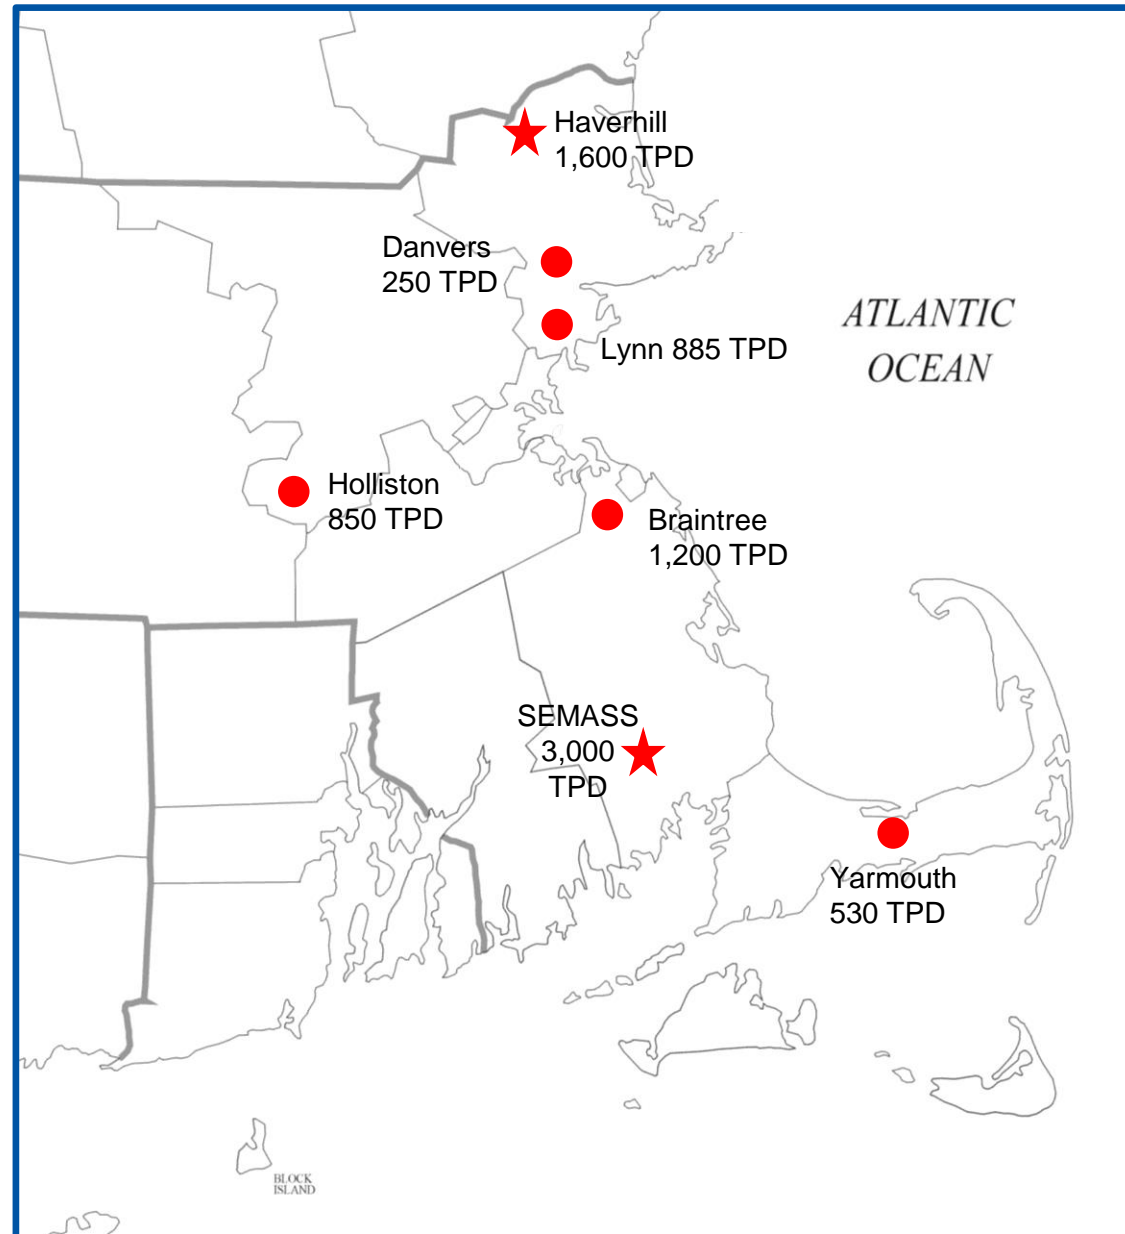 Haverhill
1,600 TPD
Danvers
250 TPD
ATLANTIC
OCEAN
Lynn 885 TPD
Holliston
850 TPD
Braintree
1,200 TPD
SEMASS
3,000
TPD
Yarmouth
530 TPD
BLOCK
ISLAND